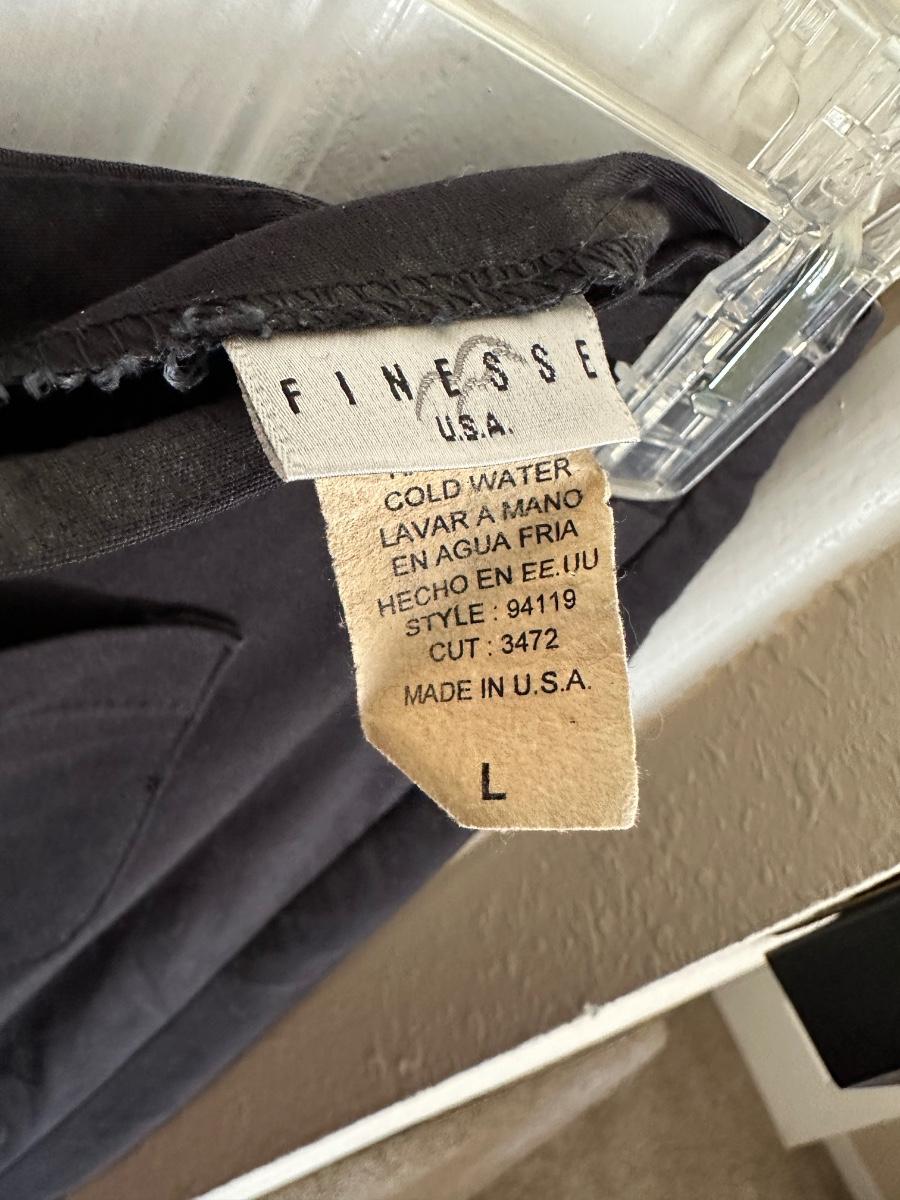 FINESSE
U.S.A.
COLD WATER
LAVAR A MANO
EN AGUA FRIA
HECHO EN EE.UU
STYLE : 94119
CUT : 3472
MADE IN U.S.A.
L